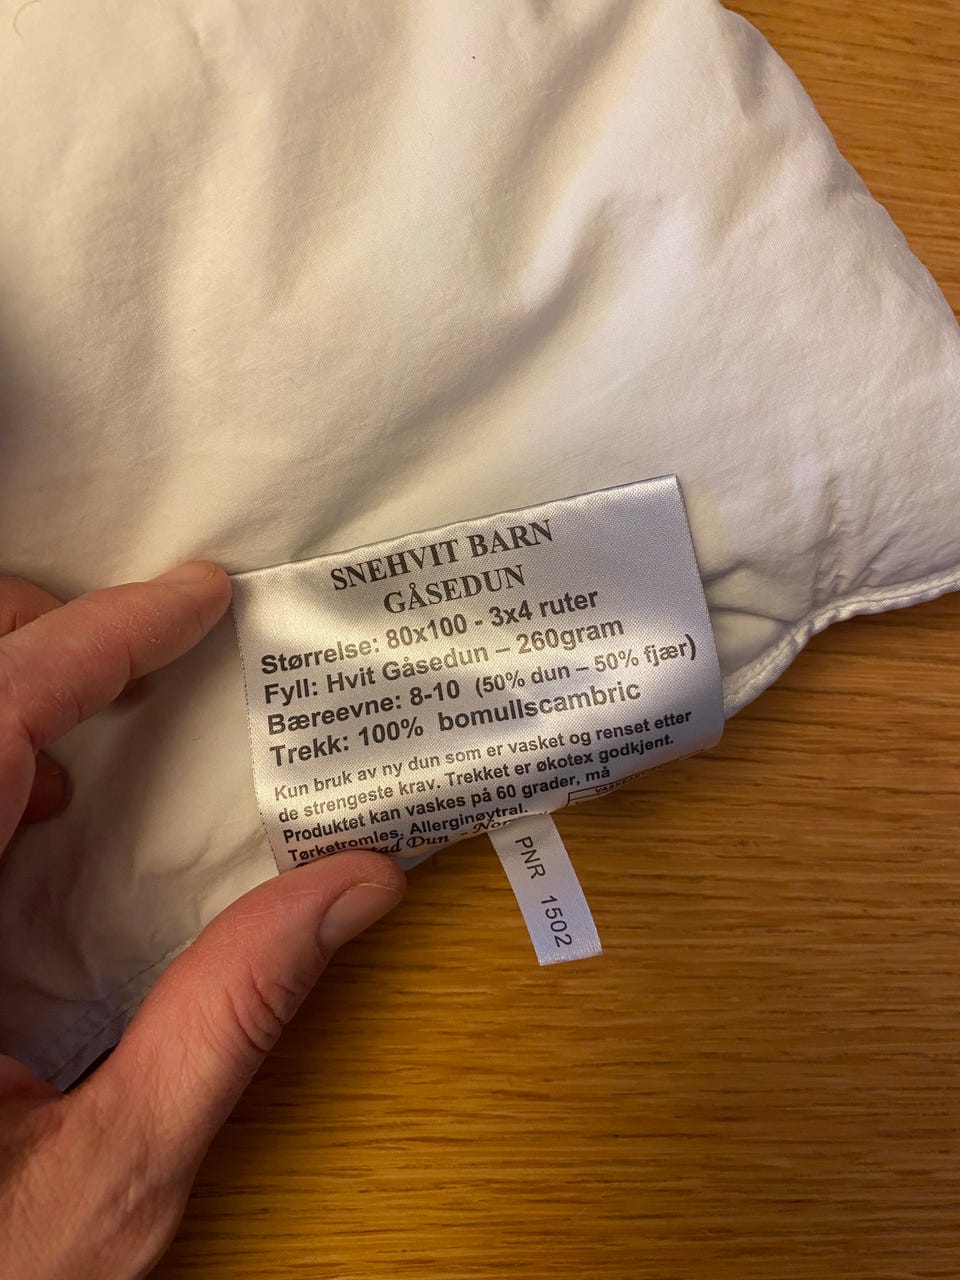 SNEHVIT BARN
GÅSEDUN
Størrelse: 80x100 - 3x4 ruter
Fyll: Hvit Gåsedun – 260gram
Bæreevne: 8-10 (50% dun – 50% fjær)
Trekk: 100% bomullscambric
Kun bruk av ny dun som er vasket og renset etter
de strengeste krav. Trekket er økotex godkjent.
Produktet kan vaskes på 60 grader, må
Tørketromles. Allerginøytral.
Dun -
PNR 1502